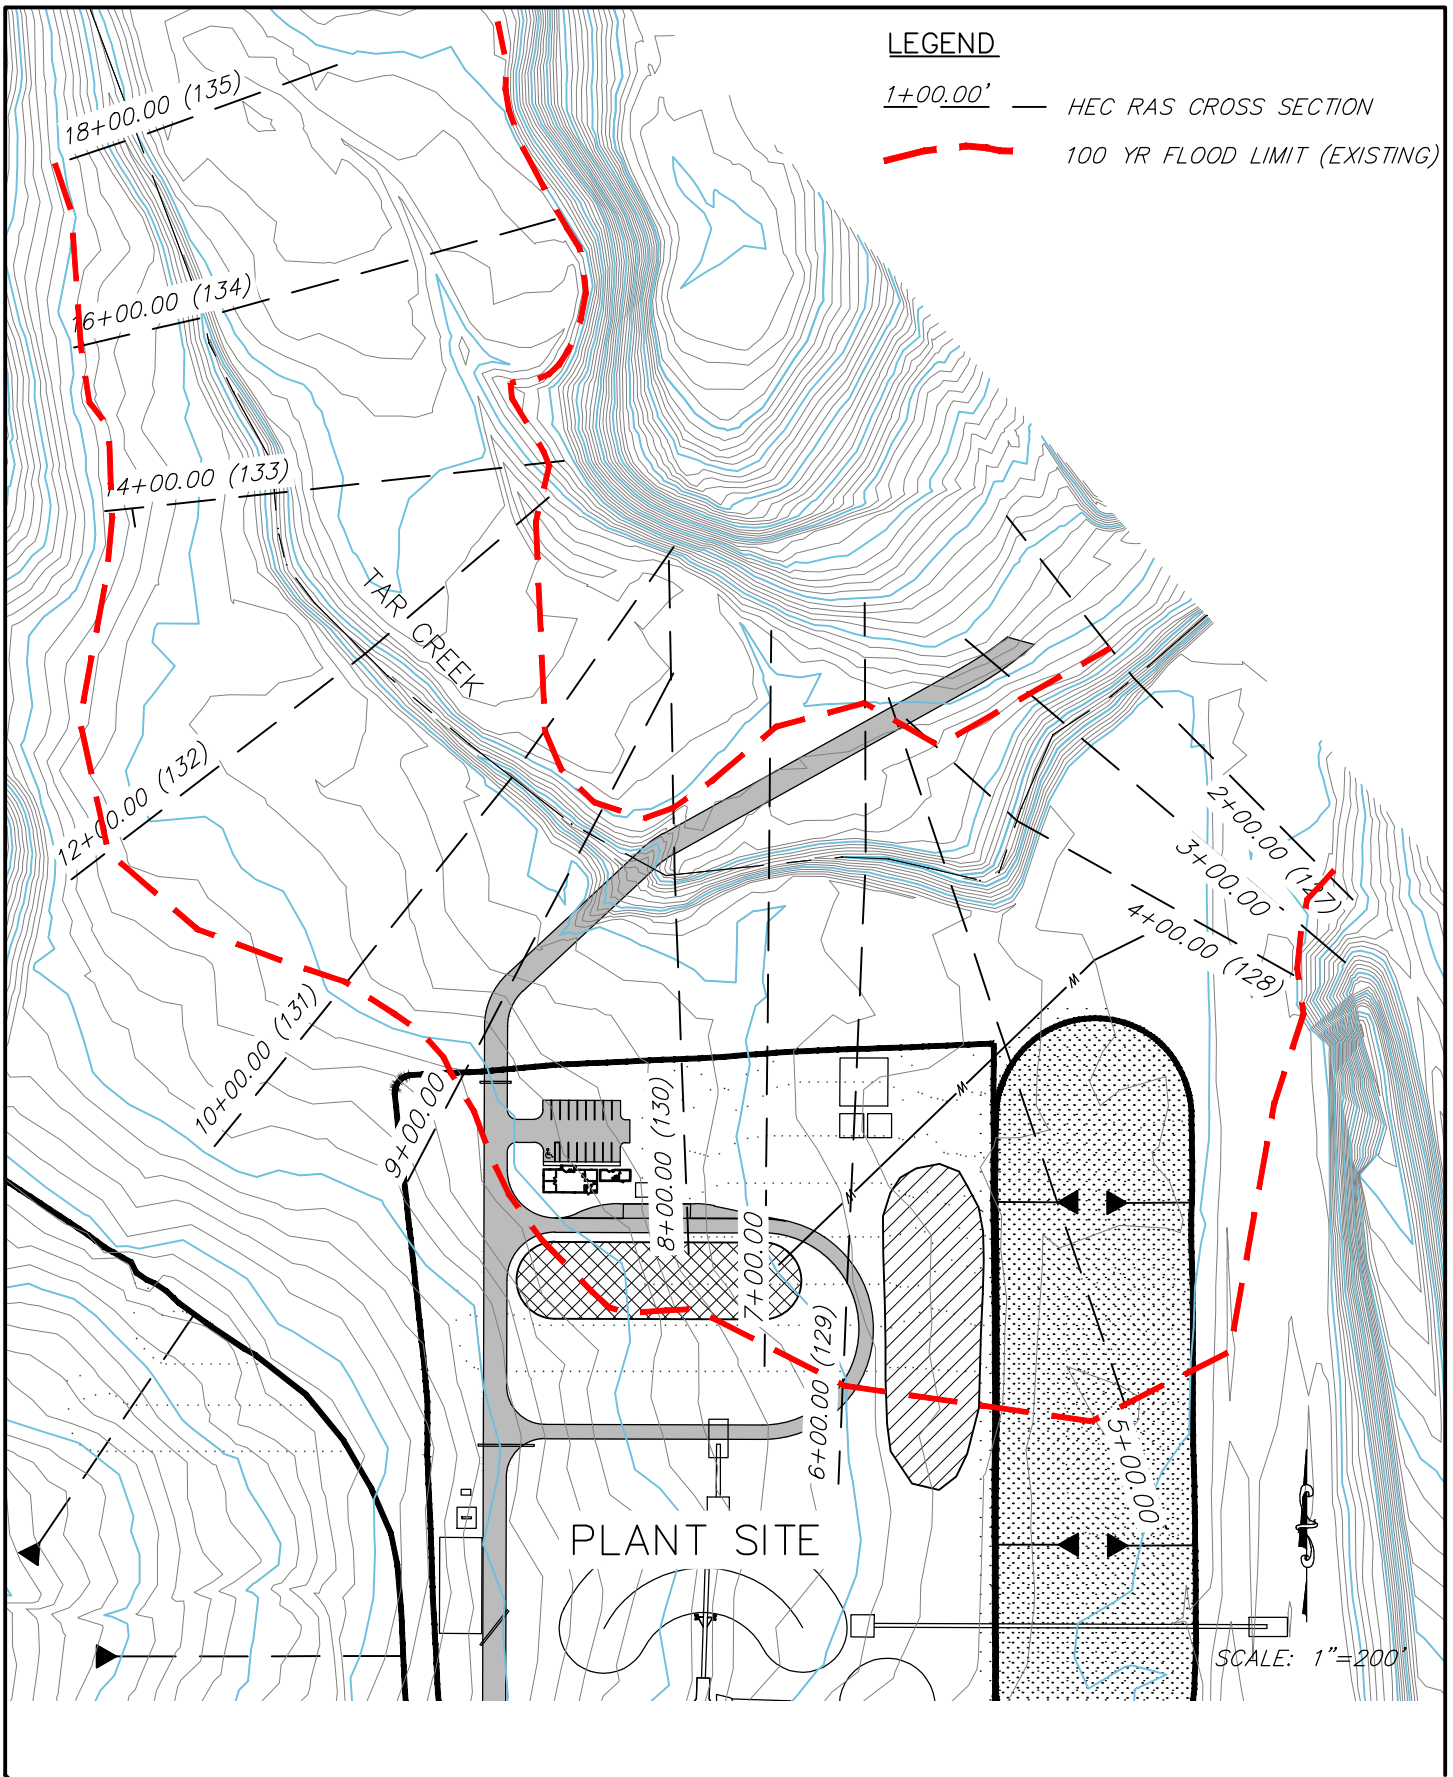 LEGEND
1+00.00'
HEC RAS CROSS SECTION
100 YR FLOOD LIMIT (EXISTING)
18+00.00 (135)
16+00.00 (134)
14+00.00 (133)
TAR CREEK
12+00.00 (132)
2+00.00 (127)
3+00.00
4+00.00 (128)
10+00.00 (131)
W
9+00.00
W
8+00.00 (130)
W
7+00.00
6+00.00 (129)
5+00.00
PLANT SITE
SCALE: 1"=200'